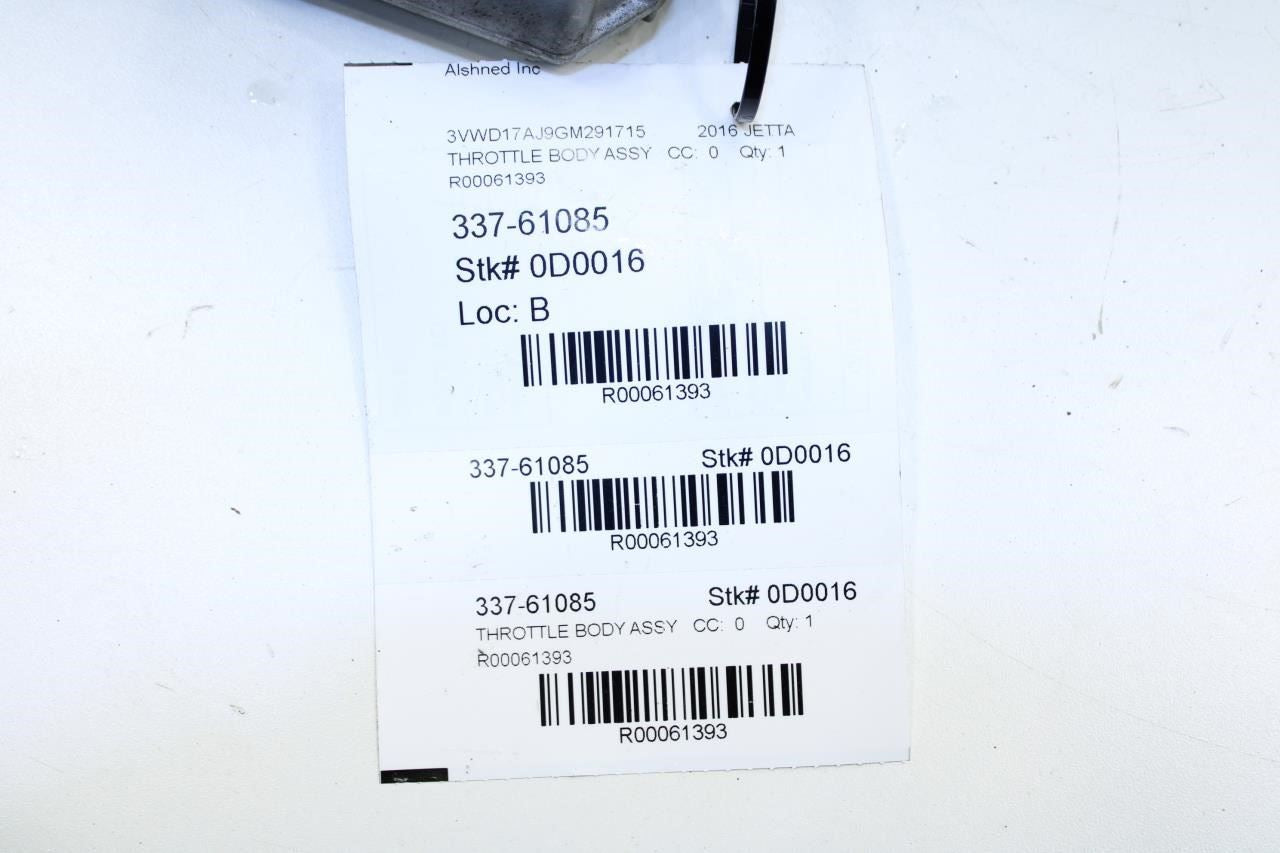 Alshned Inc
3VWD17AJ9GM291715 2016 JETTA
THROTTLE BODY ASSY CC: 0 Qty: 1
R00061393
337-61085
Stk# 0D0016
Loc: B
R00061393
337-61085 Stk# 0D0016
R00061393
337-61085 Stk# 0D0016
THROTTLE BODY ASSY CC: 0 Qty: 1
R00061393
R00061393